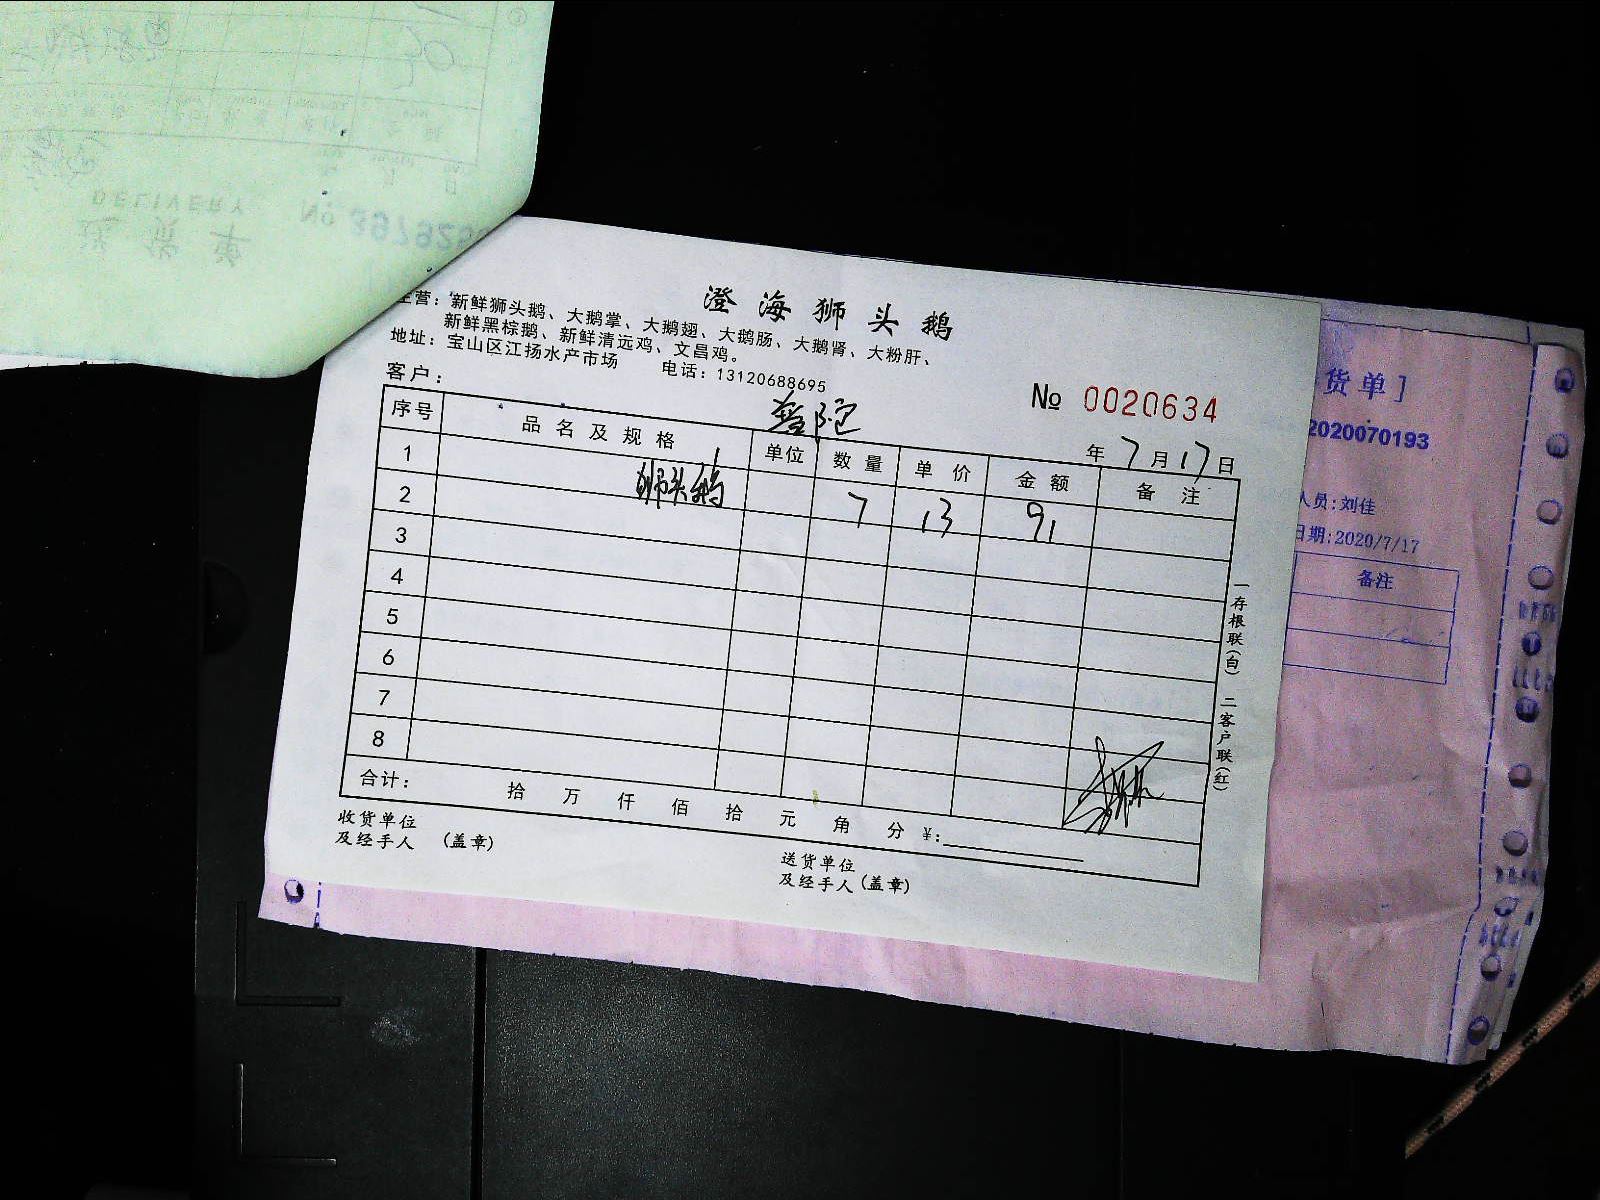 DELIVERY
送 货 单
澄海狮头鹅
主营：新鲜狮头鹅、大鹅掌、大鹅翅、大鹅肠、大鹅肾、大粉肝、
新鲜黑棕鹅、新鲜清远鸡、文昌鸡。
地址：宝山区江扬水产市场 电话：13120688695
客户： 普陀
№ 0020634
年 7 月 17 日
序号 品名及规格 单位 数量 单价 金额 备注
1 狮头鹅 7 13 91
2
3
4
5
6
7
8
合计： 拾 万 仟 佰 拾 元 角 分 ¥：
收货单位
及经手人 （盖章）
送货单位
及经手人（盖章）
一存根联（白） 二客户联（红）
货单】
2020070193
人员:刘佳
日期:2020/7/17
备注